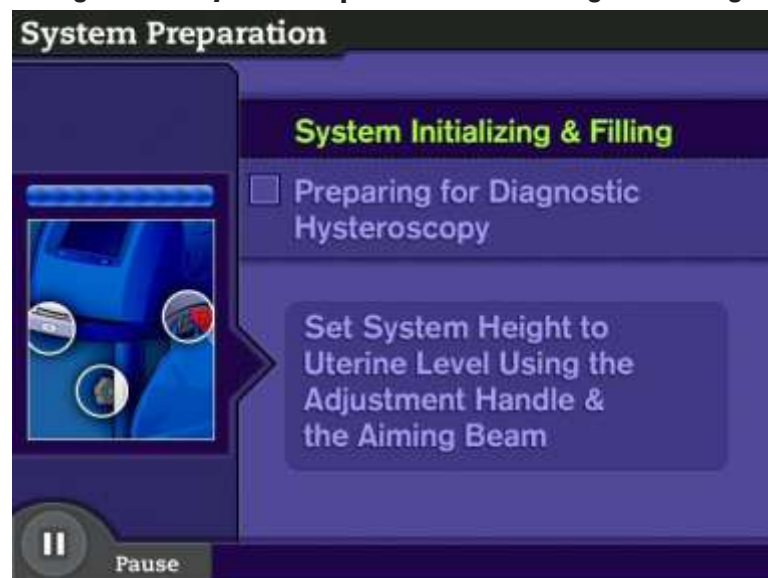 System Preparation
System Initializing & Filling
Preparing for Diagnostic
Hysteroscopy
Set System Height to
Uterine Level Using the
Adjustment Handle &
the Aiming Beam
Pause